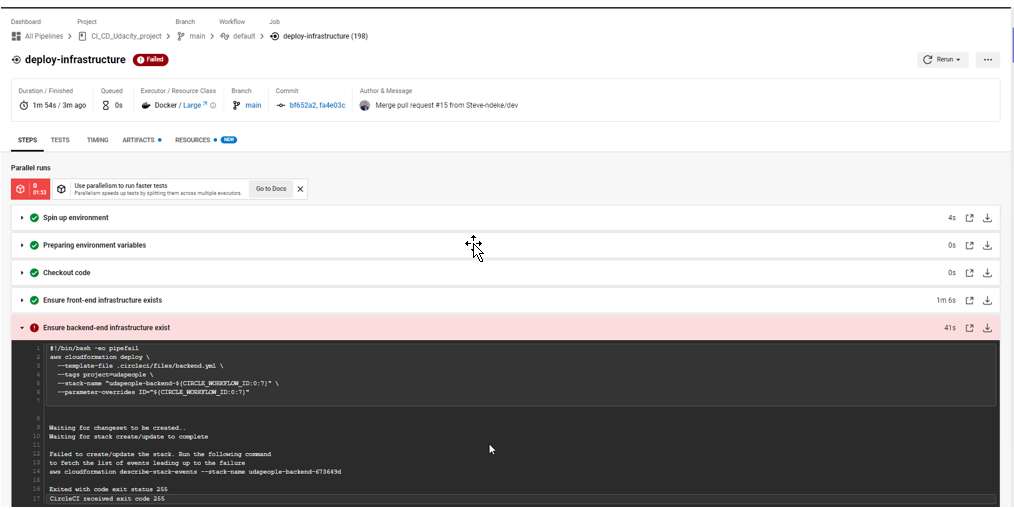 Dashboard Project Branch Workflow Job
All Pipelines > CI_CD_Udacity_project > main > default > deploy-infrastructure (198)
deploy-infrastructure Failed
Rerun
Duration / Finished Queued Executor / Resource Class Branch Commit Author & Message
1m 54s / 3m ago 0s Docker / Large main bf652a2, fa4e03c Merge pull request #15 from Steve-ndeke/dev
STEPS TESTS TIMING ARTIFACTS RESOURCES NEW
Parallel runs
0
01:53
Use parallelism to run faster tests
Parallelism speeds up tests by splitting them across multiple executors.
Go to Docs
Spin up environment 4s
Preparing environment variables 0s
Checkout code 0s
Ensure front-end infrastructure exists 1m 6s
Ensure backend-end infrastructure exist 41s
1 #!/bin/bash -eo pipefail
2 aws cloudformation deploy \
3 --template-file .circleci/files/backend.yml \
4 --tags project=udapeople \
5 --stack-name "udapeople-backend-${CIRCLE_WORKFLOW_ID:0:7}" \
6 --parameter-overrides ID="${CIRCLE_WORKFLOW_ID:0:7}"
7
8
9 Waiting for changeset to be created..
10 Waiting for stack create/update to complete
11
12 Failed to create/update the stack. Run the following command
13 to fetch the list of events leading up to the failure
14 aws cloudformation describe-stack-events --stack-name udapeople-backend-673649d
15
16 Exited with code exit status 255
17 CircleCI received exit code 255